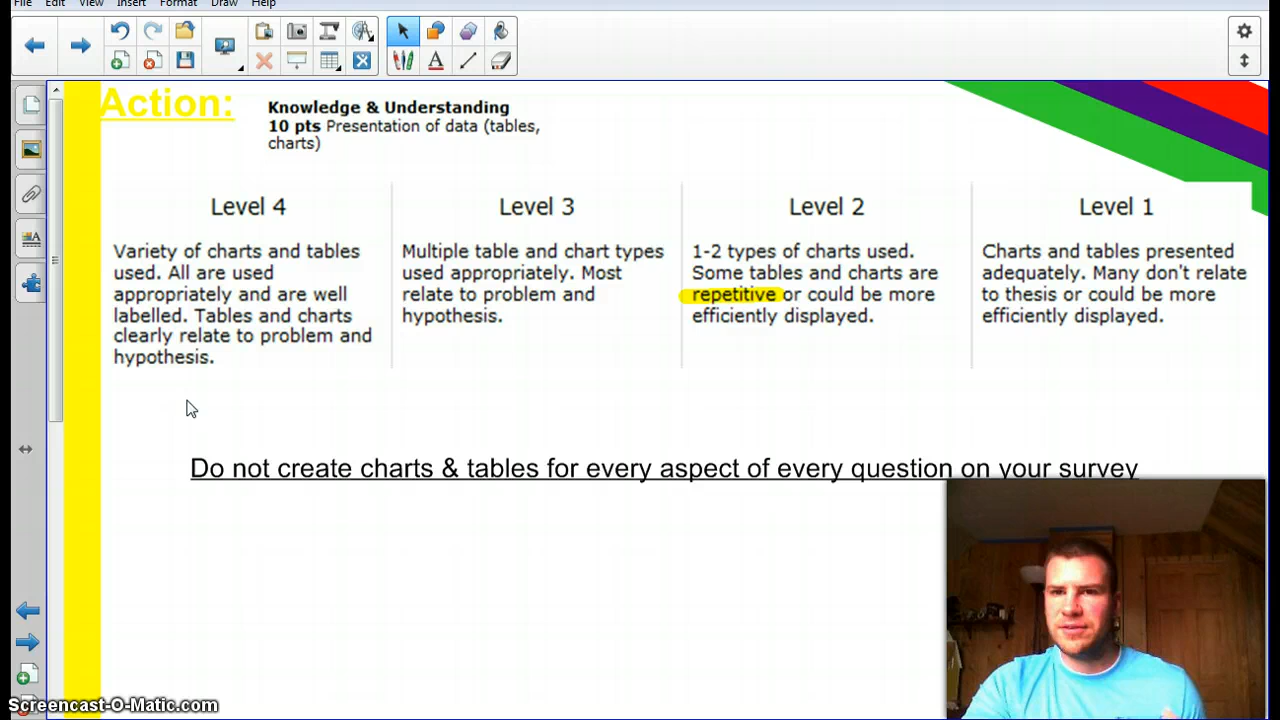 File Edit View Insert Format Draw Help
Action:
Knowledge & Understanding
10 pts Presentation of data (tables,
charts)
Level 4
Variety of charts and tables
used. All are used
appropriately and are well
labelled. Tables and charts
clearly relate to problem and
hypothesis.
Level 3
Multiple table and chart types
used appropriately. Most
relate to problem and
hypothesis.
Level 2
1-2 types of charts used.
Some tables and charts are
repetitive or could be more
efficiently displayed.
Level 1
Charts and tables presented
adequately. Many don't relate
to thesis or could be more
efficiently displayed.
Do not create charts & tables for every aspect of every question on your survey
Screencast-O-Matic.com